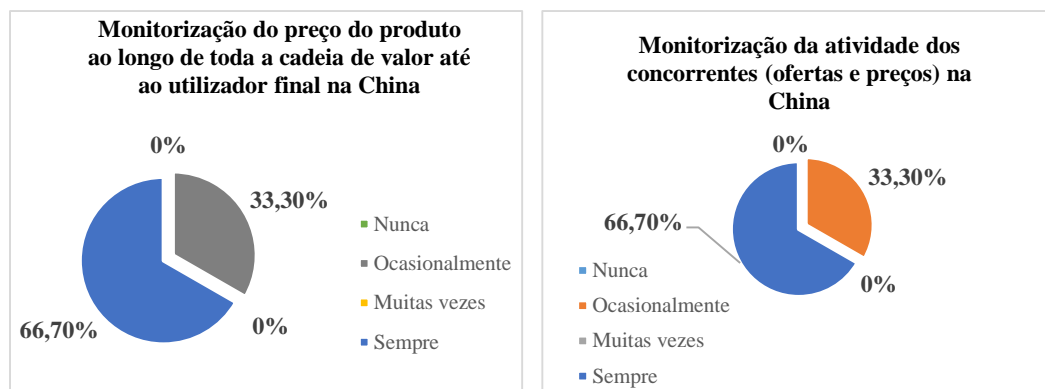 Monitorização do preço do produto
ao longo de toda a cadeia de valor até
ao utilizador final na China
0%
33,30%
Nunca
Ocasionalmente
Muitas vezes
Sempre
0%
66,70%
Monitorização da atividade dos
concorrentes (ofertas e preços) na
China
0%
33,30%
66,70%
0%
Nunca
Ocasionalmente
Muitas vezes
Sempre